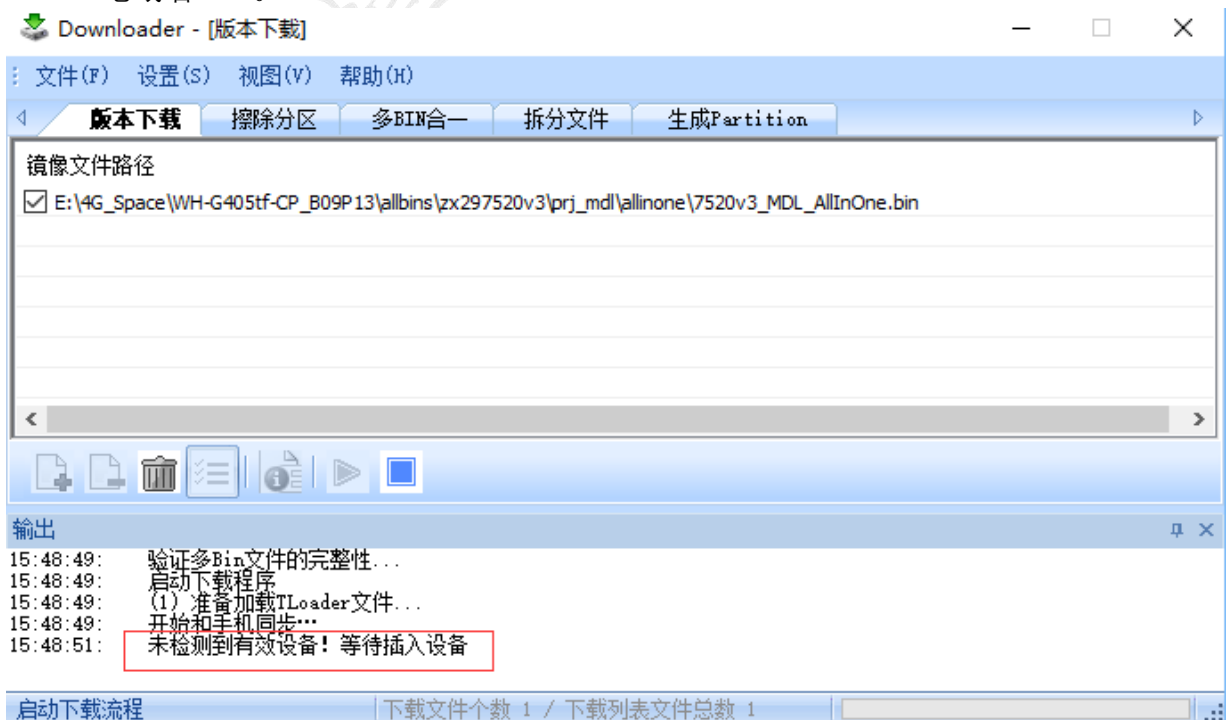 Downloader - [版本下载]
文件(F) 设置(S) 视图(V) 帮助(H)
版本下载 擦除分区 多BIN合一 拆分文件 生成Partition
镜像文件路径
E:\4G_Space\WH-G405tf-CP_B09P13\allbins\zx297520v3\prj_mdl\allinone\7520v3_MDL_AllInOne.bin
输出
15:48:49: 验证多Bin文件的完整性...
15:48:49: 启动下载程序
15:48:49: (1) 准备加载TLoader文件...
15:48:49: 开始和手机同步…
15:48:51: 未检测到有效设备！等待插入设备
启动下载流程 下载文件个数 1 / 下载列表文件总数 1